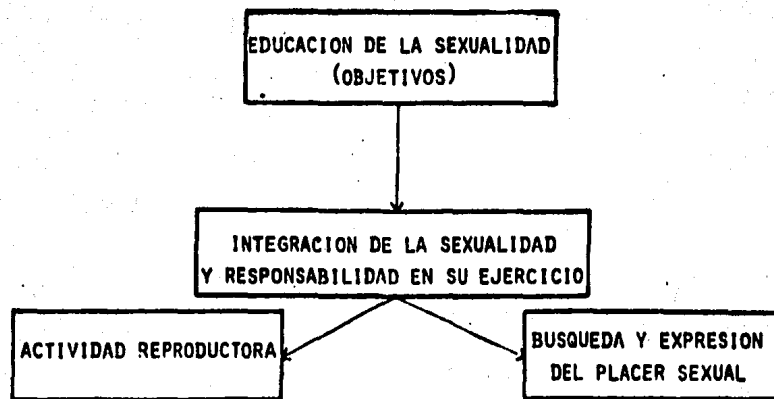 EDUCACION DE LA SEXUALIDAD
(OBJETIVOS)
INTEGRACION DE LA SEXUALIDAD
Y RESPONSABILIDAD EN SU EJERCICIO
ACTIVIDAD REPRODUCTORA
BUSQUEDA Y EXPRESION
DEL PLACER SEXUAL